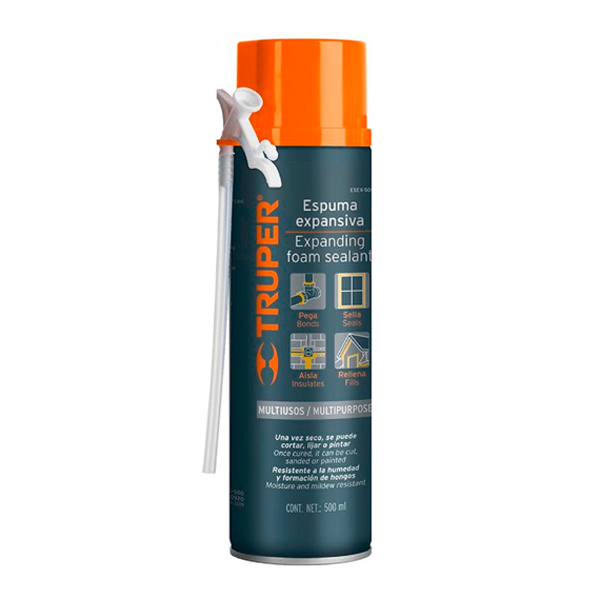 TRUPER®
Espuma
expansiva
Expanding
foam sealant
Pega
Bonds
Sella
Seals
Aisla
Insulates
Rellena
Fills
MULTIUSOS / MULTIPURPOSE
Una vez seco, se puede
cortar, lijar o pintar
Once cured, it can be cut,
sanded or painted
Resistente a la humedad
y formación de hongos
Moisture and mildew resistant
CONT. NET.: 500 ml